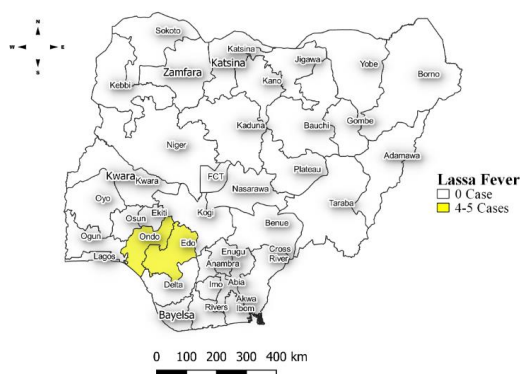 N
W E
S
Sokoto
Katsina
Katsina
Zamfara
Kebbi
Kano
Jigawa
Yobe
Borno
Kaduna
Bauchi
Gombe
Adamawa
Niger
FCT
Plateau
Nasarawa
Taraba
Kwara
Kwara
Oyo
Kogi
Benue
Ekiti
Osun
Ogun
Ondo
Edo
Lagos
Enugu
Anambra
Cross
River
Delta
Imo
Abia
Akwa
Ibom
Rivers
Bayelsa
Lassa Fever
0 Case
4-5 Cases
0 100 200 300 400 km